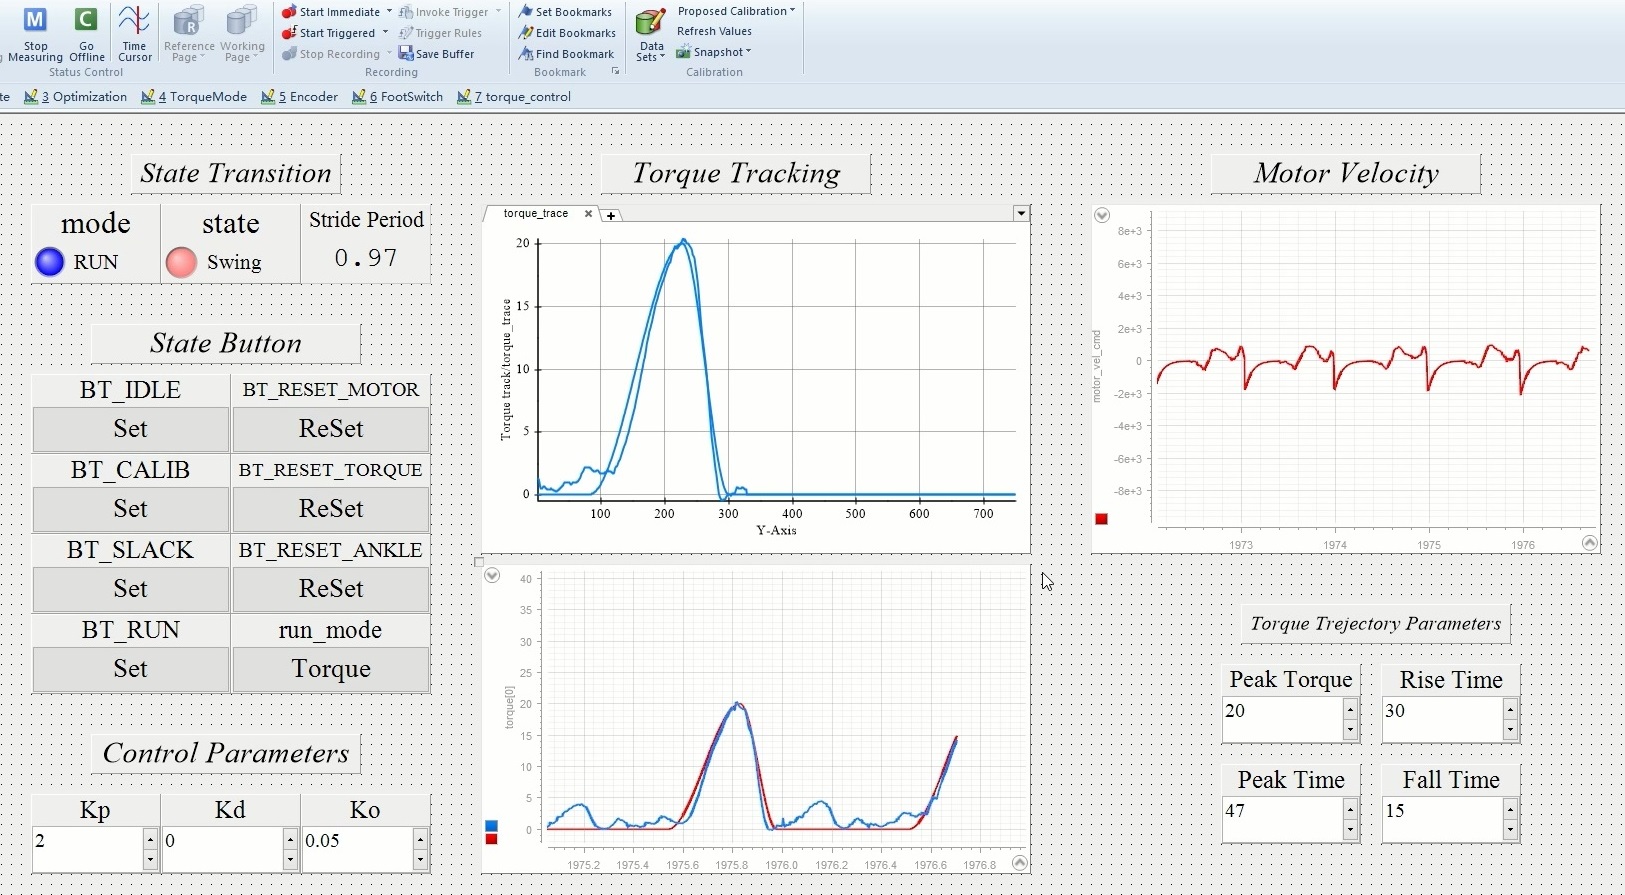 M
C
R
Stop Measuring
Go Offline
Time Cursor
Reference Page
Working Page
Status Control
Start Immediate
Start Triggered
Stop Recording
Invoke Trigger
Trigger Rules
Save Buffer
Recording
Set Bookmarks
Edit Bookmarks
Find Bookmark
Bookmark
Data Sets
Proposed Calibration
Refresh Values
Snapshot
Calibration
te 3 Optimization 4 TorqueMode 5 Encoder 6 FootSwitch 7 torque_control
State Transition
mode
RUN
state
Swing
Stride Period
0.97
State Button
BT_IDLE BT_RESET_MOTOR
Set ReSet
BT_CALIB BT_RESET_TORQUE
Set ReSet
BT_SLACK BT_RESET_ANKLE
Set ReSet
BT_RUN run_mode
Set Torque
Control Parameters
Kp Kd Ko
2 0 0.05
Torque Tracking
torque_trace
Torque track/torque_trace
20
15
10
5
0
100 200 300 400 500 600 700
Y-Axis
torque[0]
40
35
30
25
20
15
10
5
0
1975.2 1975.4 1975.6 1975.8 1976.0 1976.2 1976.4 1976.6 1976.8
Motor Velocity
motor_vel_cmd
8e+3
6e+3
4e+3
2e+3
0
-2e+3
-4e+3
-6e+3
-8e+3
1973 1974 1975 1976
Torque Trejectory Parameters
Peak Torque Rise Time
20 30
Peak Time Fall Time
47 15